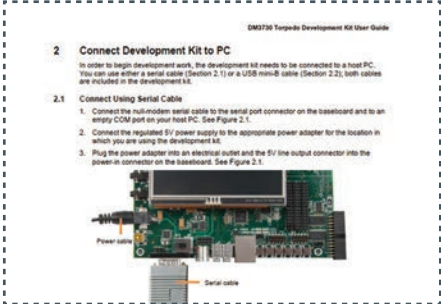 DM3730 Torpedo Development Kit User Guide
2 Connect Development Kit to PC
In order to begin development work, the development kit needs to be connected to a host PC.
You can use either a serial cable (Section 2.1) or a USB mini-B cable (Section 2.2); both cables
are included in the development kit.
2.1 Connect Using Serial Cable
1. Connect the null-modem serial cable to the serial port connector on the baseboard and to an
empty COM port on your host PC. See Figure 2.1.
2. Connect the regulated 5V power supply to the appropriate power adapter for the location in
which you are using the development kit.
3. Plug the power adapter into an electrical outlet and the 5V line output connector into the
power-in connector on the baseboard. See Figure 2.1.
Power cable
Serial cable